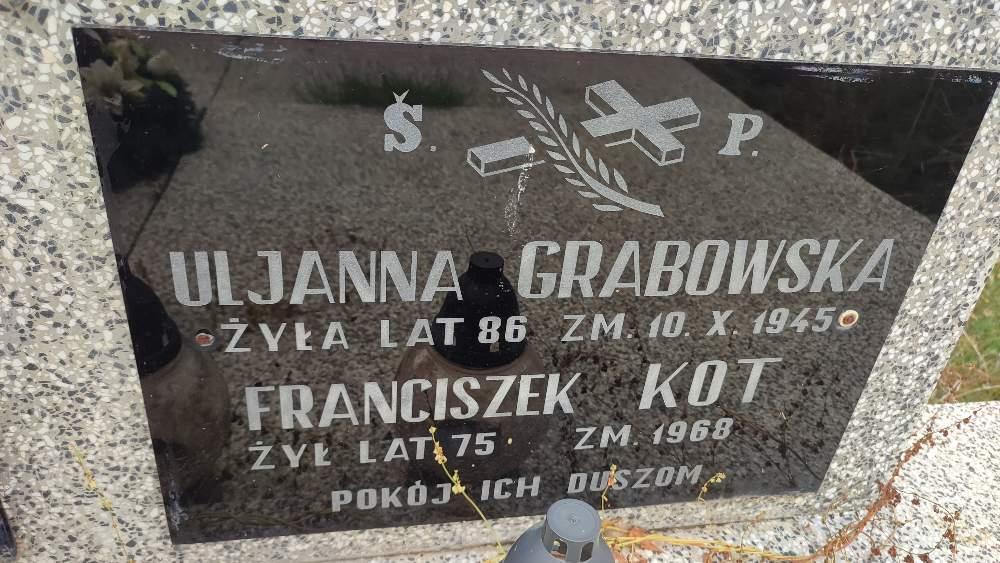 Š. P.
ULJANNA GRABOWSKA
ŻYŁA LAT 86 ZM. 10. X. 1945
FRANCISZEK KOT
ŻYŁ LAT 75 ZM. 1968
POKÓJ ICH DUSZOM